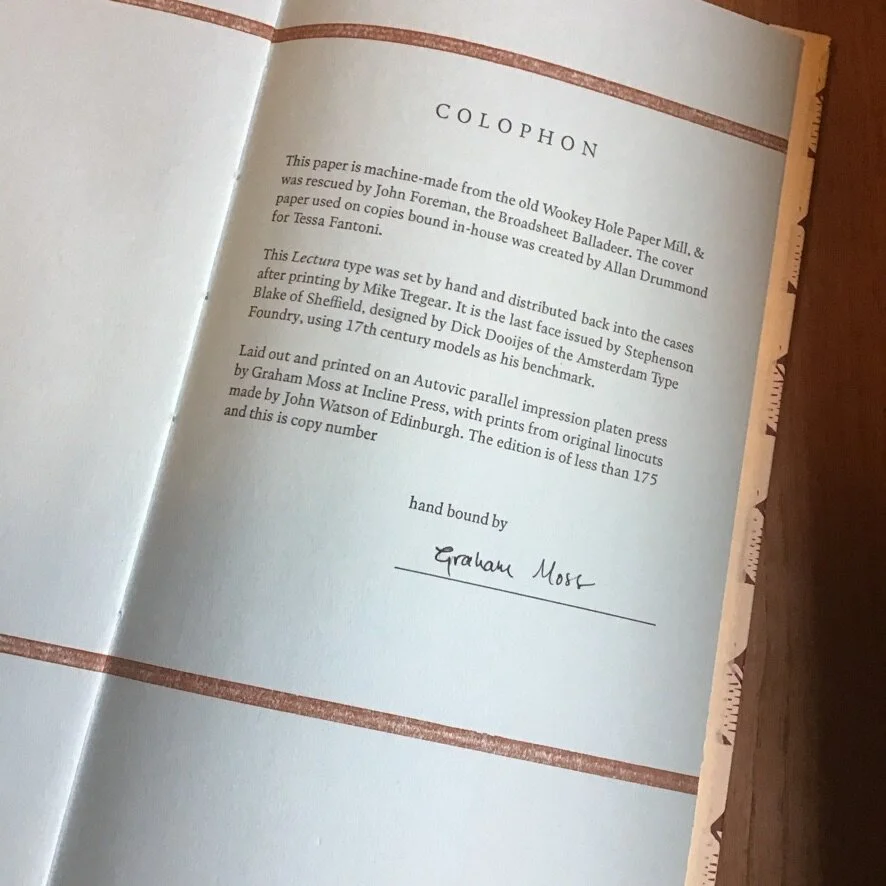 COLOPHON
This paper is machine-made from the old Wookey Hole Paper Mill, &
was rescued by John Foreman, the Broadsheet Balladeer. The cover
paper used on copies bound in-house was created by Allan Drummond
for Tessa Fantoni.
This Lectura type was set by hand and distributed back into the cases
after printing by Mike Tregear. It is the last face issued by Stephenson
Blake of Sheffield, designed by Dick Dooijes of the Amsterdam Type
Foundry, using 17th century models as his benchmark.
Laid out and printed on an Autovic parallel impression platen press
by Graham Moss at Incline Press, with prints from original linocuts
made by John Watson of Edinburgh. The edition is of less than 175
and this is copy number
hand bound by
Graham Moss